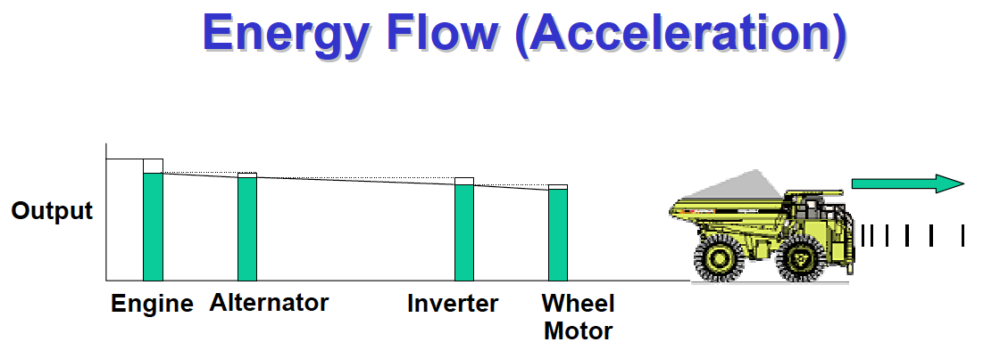 Energy Flow (Acceleration)
Output
Engine
Alternator
Inverter
Wheel
Motor